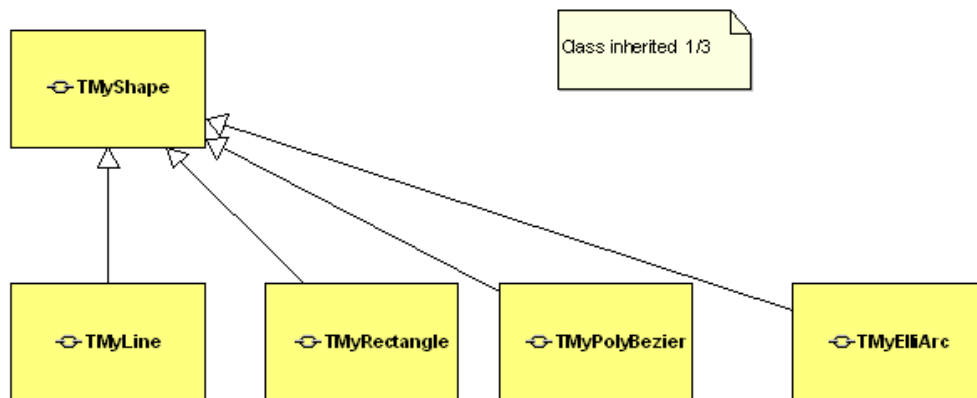 Class inherited 1/3
TMyShape
TMyLine
TMyRectangle
TMyPolyBezier
TMyElliArc